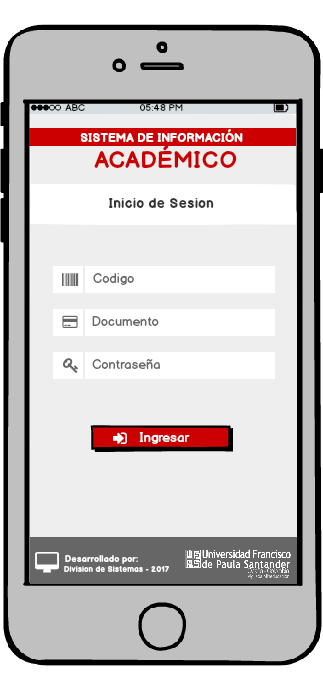 ABC 05:48 PM
SISTEMA DE INFORMACIÓN
ACADÉMICO
Inicio de Sesion
Codigo
Documento
Contraseña
Ingresar
Desarrollado por:
Division de Sistemas - 2017
Universidad Francisco
de Paula Santander